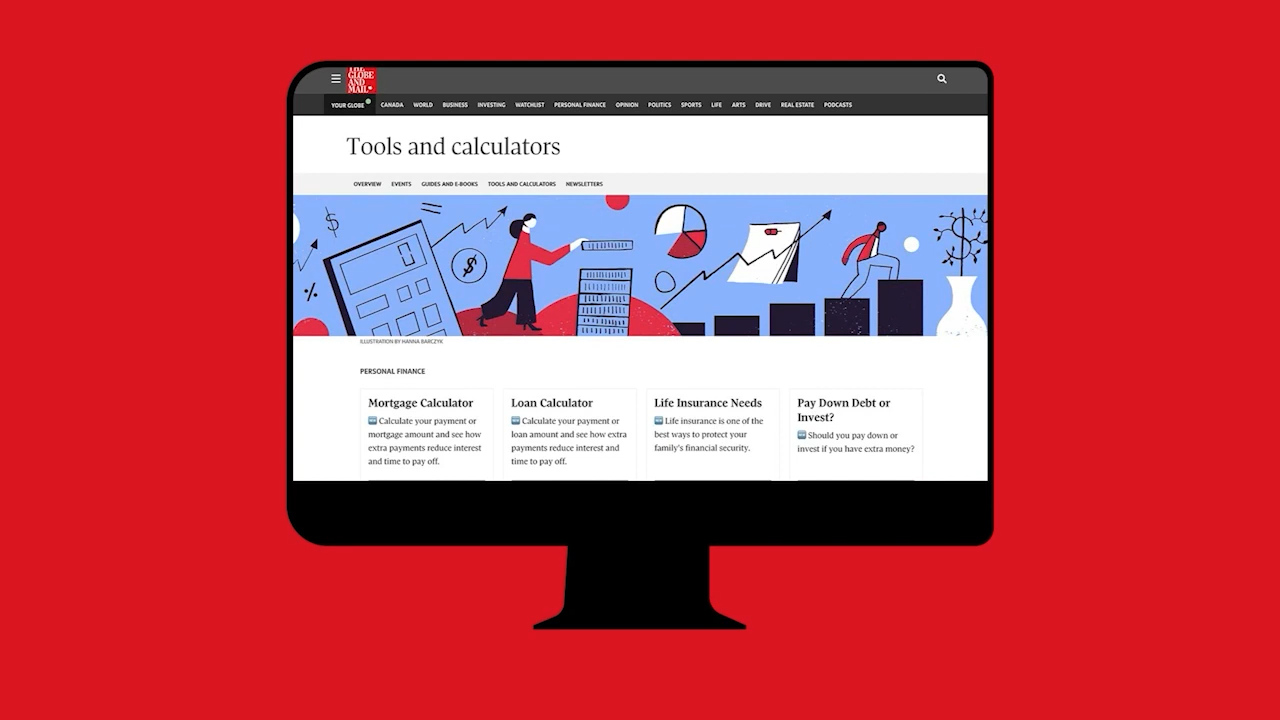 THE
GLOBE
AND
MAIL*
YOUR GLOBE
CANADA
WORLD
BUSINESS
INVESTING
WATCHLIST
PERSONAL FINANCE
OPINION
POLITICS
SPORTS
LIFE
ARTS
DRIVE
REAL ESTATE
PODCASTS
Tools and calculators
OVERVIEW
EVENTS
GUIDES AND E-BOOKS
TOOLS AND CALCULATORS
NEWSLETTERS
$
0
$
%
ILLUSTRATION BY HANNA BARCZYK
PERSONAL FINANCE
Mortgage Calculator
Calculate your payment or
mortgage amount and see how
extra payments reduce interest
and time to pay off.
Loan Calculator
Calculate your payment or
loan amount and see how extra
payments reduce interest and
time to pay off.
Life Insurance Needs
Life insurance is one of the
best ways to protect your
family's financial security.
Pay Down Debt or
Invest?
Should you pay down or
invest if you have extra money?